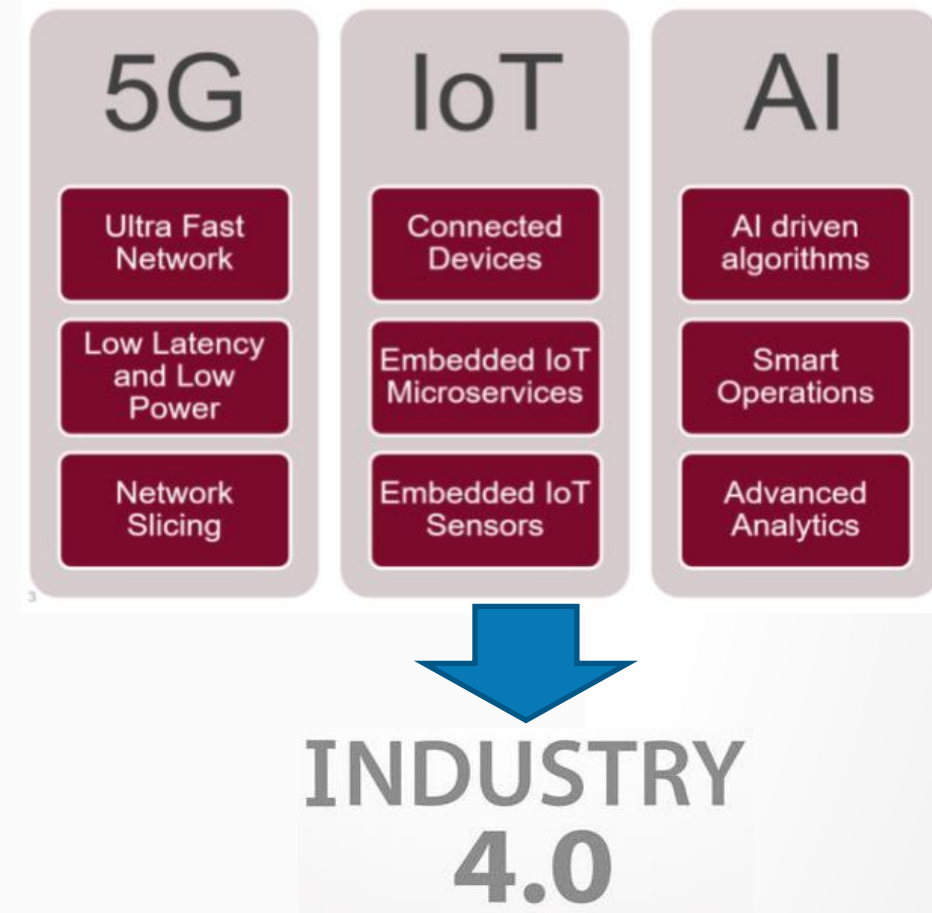 5G
Ultra Fast
Network
Low Latency
and Low
Power
Network
Slicing
IoT
Connected
Devices
Embedded IoT
Microservices
Embedded IoT
Sensors
AI
AI driven
algorithms
Smart
Operations
Advanced
Analytics
3
INDUSTRY
4.0